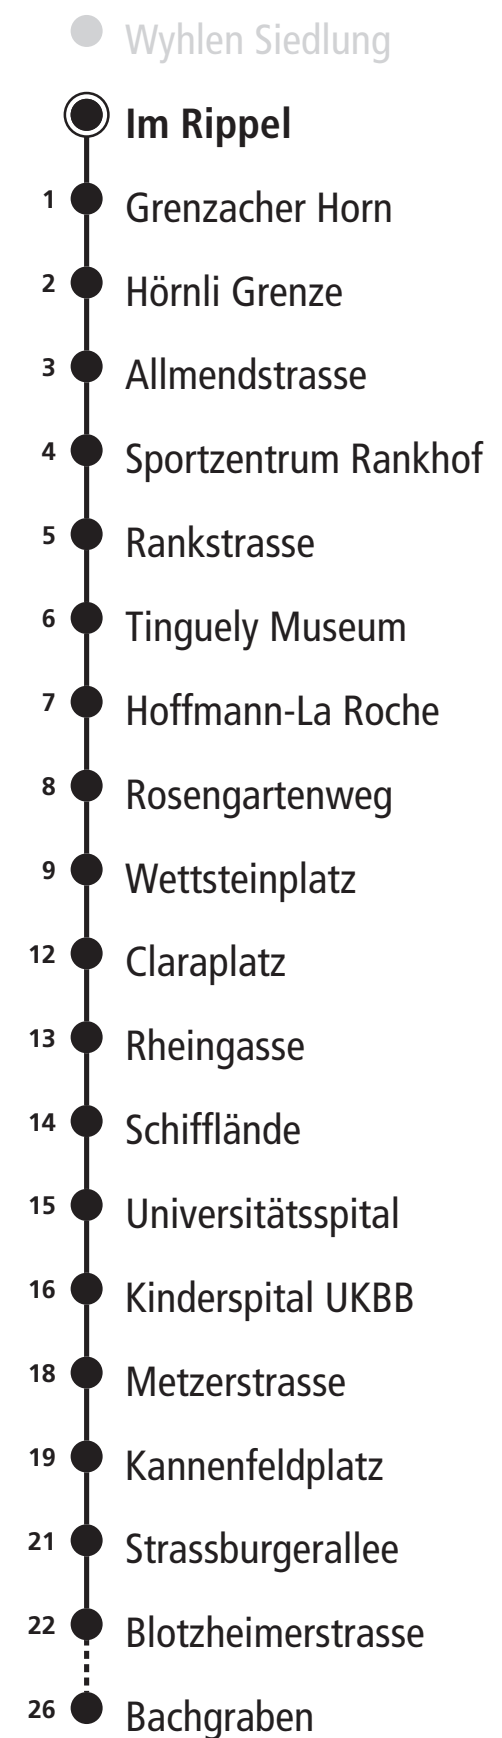 Wyhlen Siedlung
Im Rippel
1 Grenzacher Horn
2 Hörnli Grenze
3 Allmendstrasse
4 Sportzentrum Rankhof
5 Rankstrasse
6 Tinguely Museum
7 Hoffmann-La Roche
8 Rosengartenweg
9 Wettsteinplatz
12 Claraplatz
13 Rheingasse
14 Schifflände
15 Universitätsspital
16 Kinderspital UKBB
18 Metzerstrasse
19 Kannenfeldplatz
21 Strassburgerallee
22 Blotzheimerstrasse
26 Bachgraben